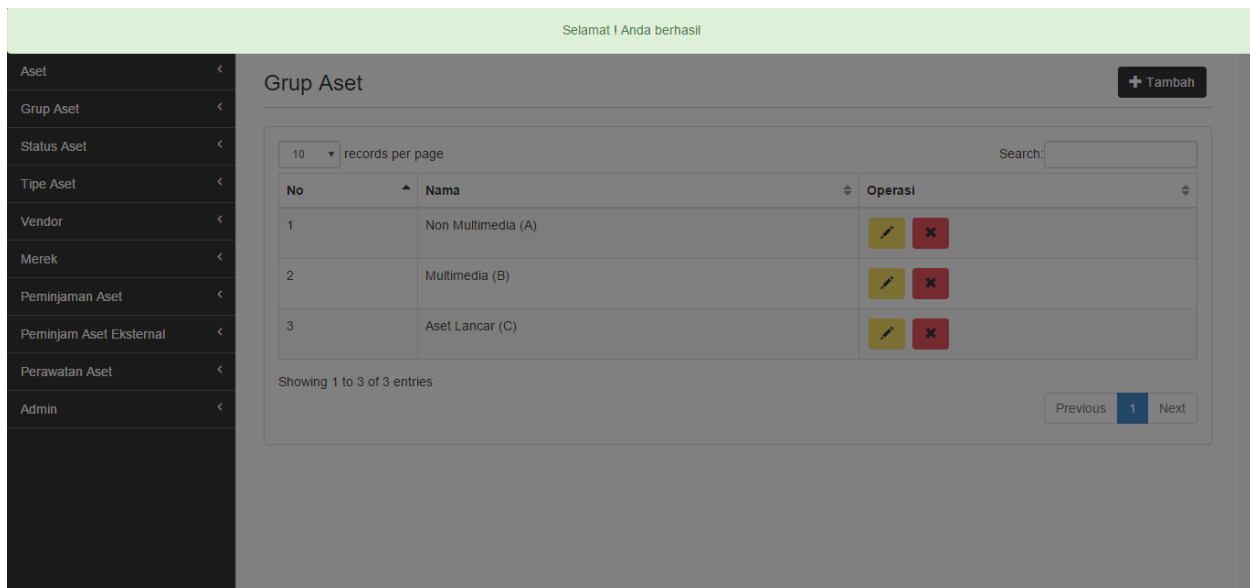 Selamat ! Anda berhasil
Aset
Grup Aset
Status Aset
Tipe Aset
Vendor
Merek
Peminjaman Aset
Peminjam Aset Eksternal
Perawatan Aset
Admin
Grup Aset
Tambah
10 records per page
Search:
No Nama Operasi
1 Non Multimedia (A)
2 Multimedia (B)
3 Aset Lancar (C)
Showing 1 to 3 of 3 entries
Previous 1 Next